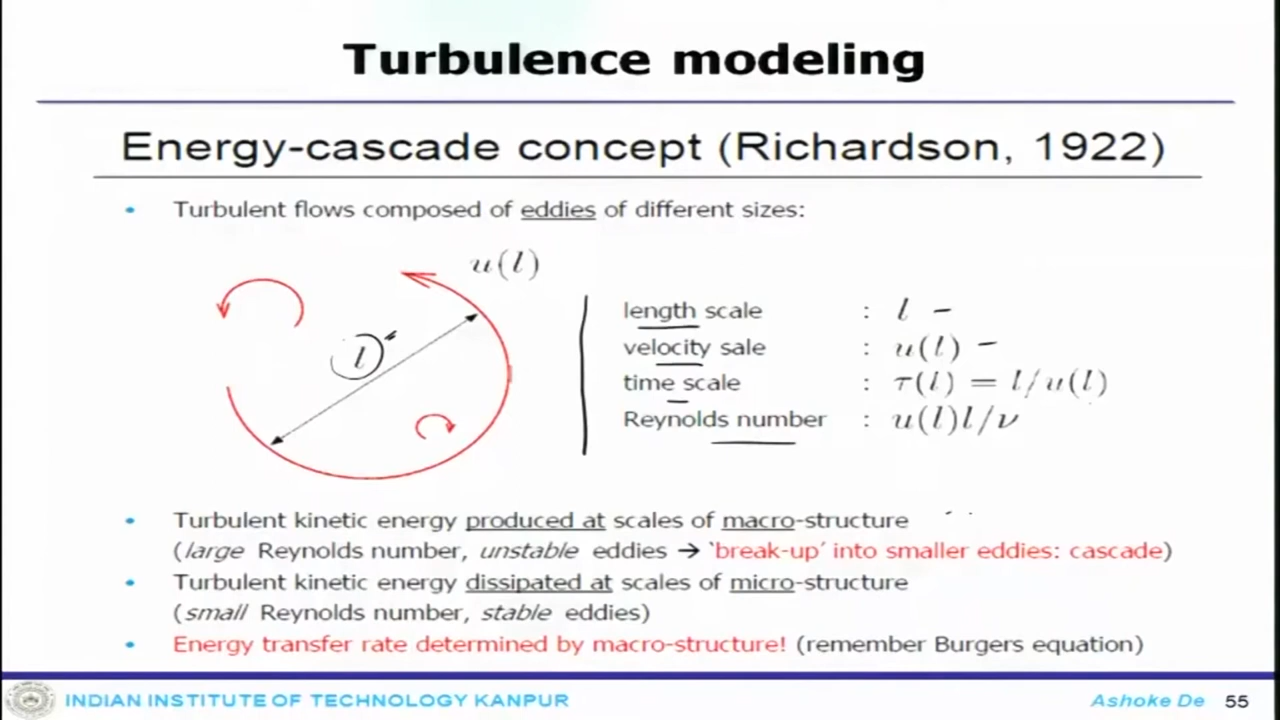 Turbulence modeling
Energy-cascade concept (Richardson, 1922)
• Turbulent flows composed of eddies of different sizes:
u(l)
l
length scale : l
velocity sale : u(l)
time scale : τ(l) = l/u(l)
Reynolds number : u(l)l/ν
• Turbulent kinetic energy produced at scales of macro-structure
(large Reynolds number, unstable eddies → 'break-up' into smaller eddies: cascade)
• Turbulent kinetic energy dissipated at scales of micro-structure
(small Reynolds number, stable eddies)
• Energy transfer rate determined by macro-structure! (remember Burgers equation)
INDIAN INSTITUTE OF TECHNOLOGY KANPUR
Ashoke De 55